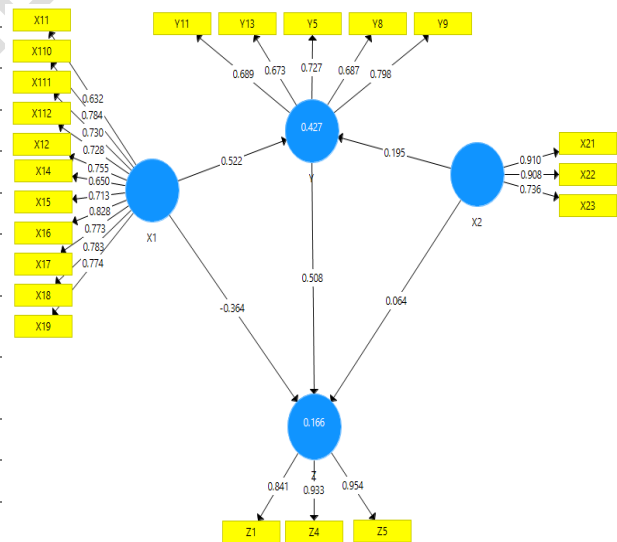 X11
X110
X111
X112
X12
X14
X15
X16
X17
X18
X19
0.632
0.784
0.730
0.728
0.755
0.650
0.713
0.828
0.773
0.783
0.774
X1
Y11
Y13
Y5
Y8
Y9
0.689
0.673
0.727
0.687
0.798
0.427
Y
0.522
0.195
X2
0.910
0.908
0.736
X21
X22
X23
0.508
-0.364
0.064
0.166
Z
0.841
0.933
0.954
Z1
Z4
Z5